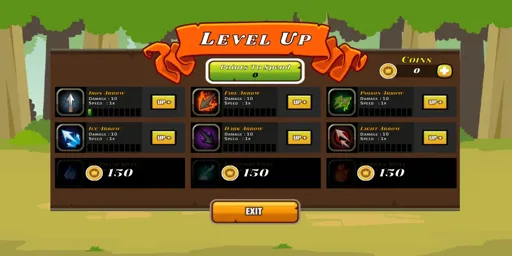 Level Up
Points To Spend
0
Coins
0
Iron Arrow
Damage :10
Speed :1x
UP+
Fire Arrow
Damage :10
Speed :1x
UP+
Poison Arrow
Damage :10
Speed :1x
UP+
Ice Arrow
Damage :10
Speed :1x
UP+
Dark Arrow
Damage :10
Speed :1x
UP+
Light Arrow
Damage :10
Speed :1x
UP+
150
150
150
EXIT